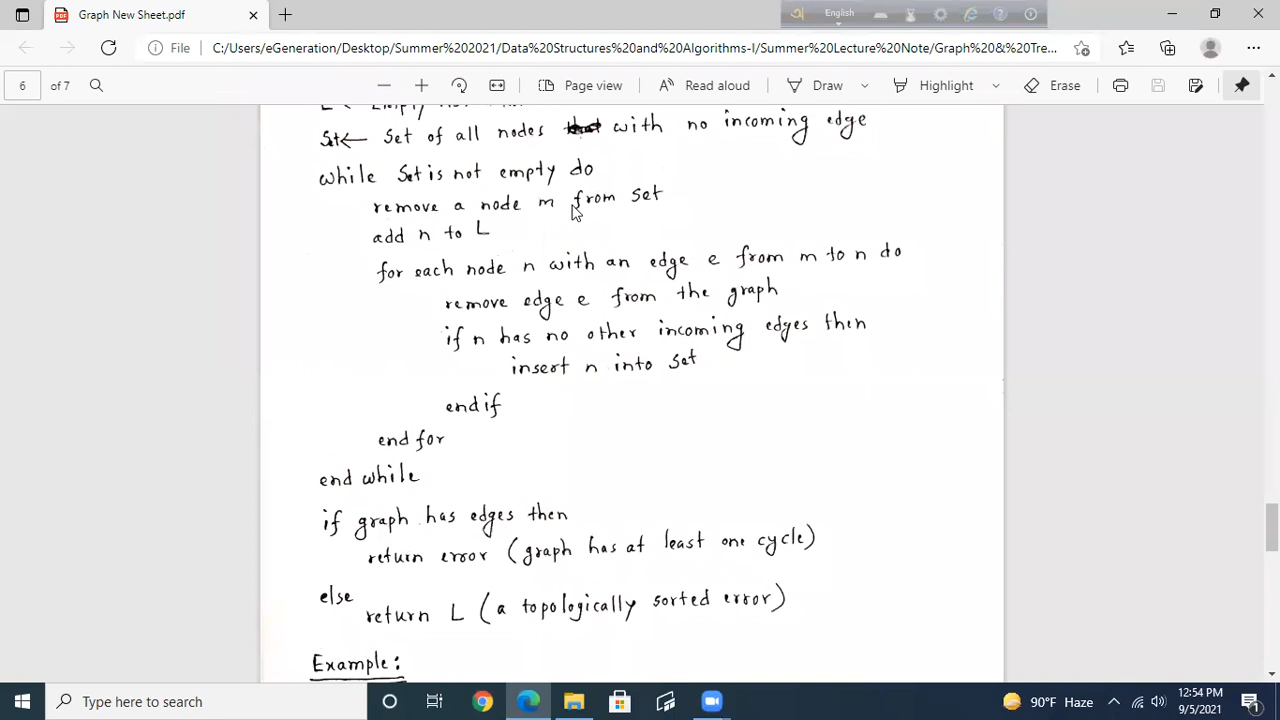 Graph New Sheet.pdf
English
File
C:/Users/eGeneration/Desktop/Summer%202021/Data%20Structures%20and%20Algorithms-I/Summer%20Lecture%20Note/Graph%20&%20Tre...
6 of 7
Page view
Read aloud
Draw
Highlight
Erase
Set← Set of all nodes with no incoming edge
while Set is not empty do
remove a node m from set
add n to L
for each node n with an edge e from m to n do
remove edge e from the graph
if n has no other incoming edges then
insert n into set
end if
end for
end while
if graph has edges then
return error (graph has at least one cycle)
else
return L (a topologically sorted error)
Example:
Type here to search
90°F Haze
12:54 PM
9/5/2021